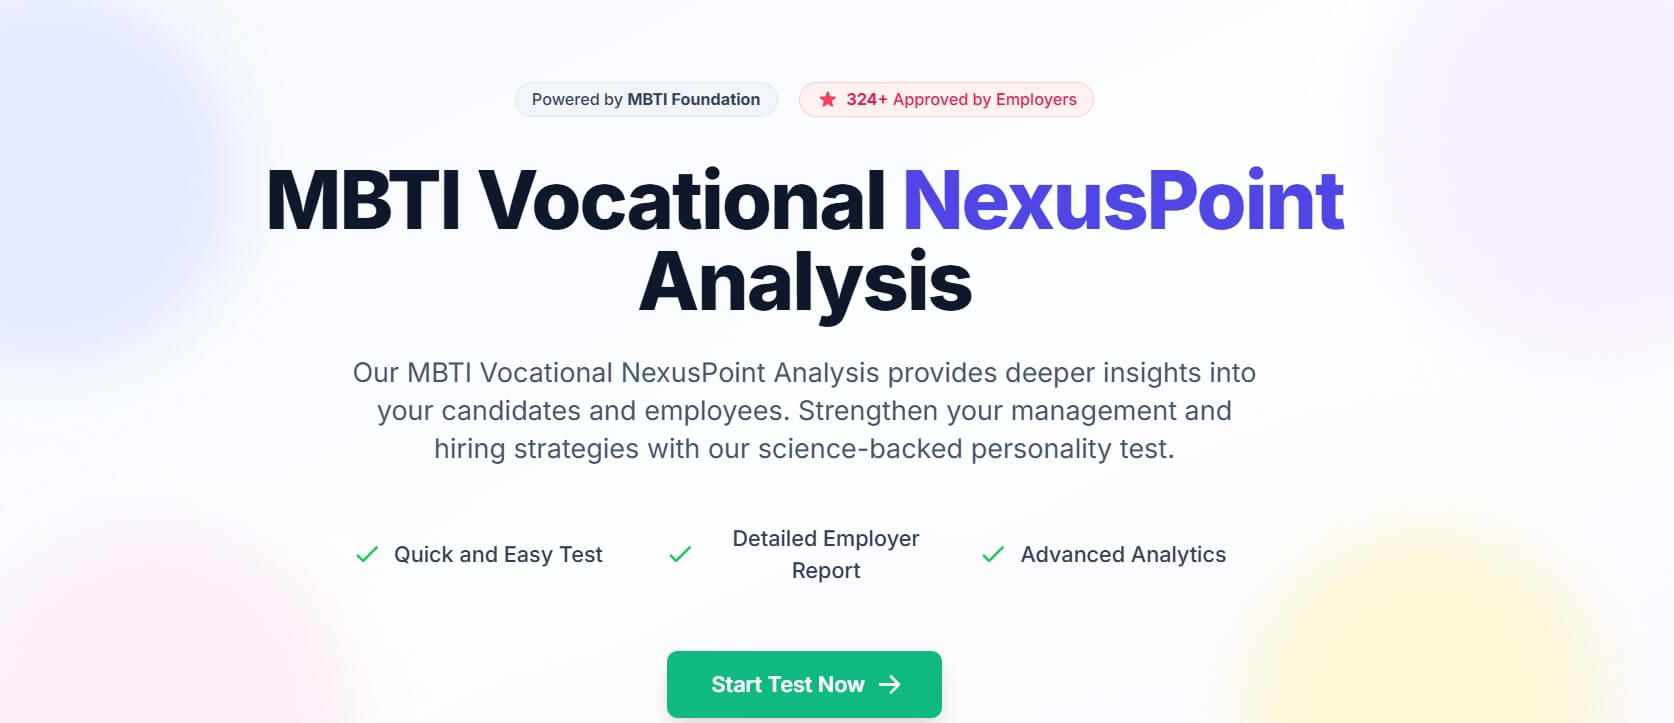 Powered by MBTI Foundation
324+ Approved by Employers
MBTI Vocational NexusPoint
Analysis
Our MBTI Vocational NexusPoint Analysis provides deeper insights into
your candidates and employees. Strengthen your management and
hiring strategies with our science-backed personality test.
Quick and Easy Test
Detailed Employer
Report
Advanced Analytics
Start Test Now